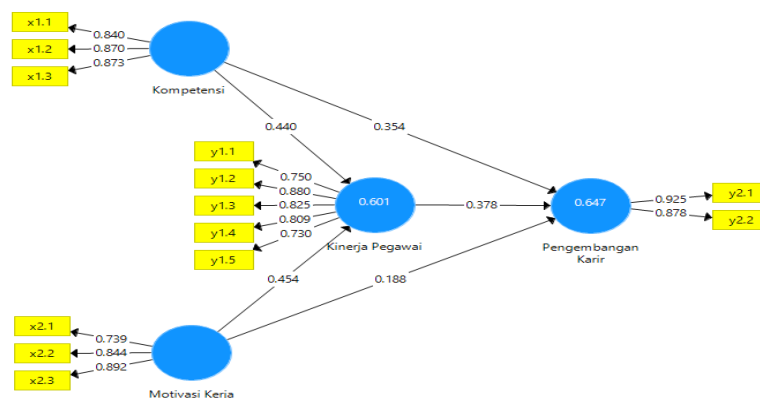 x1.1
0.840
x1.2
0.870
x1.3
0.873
Kompetensi
0.440
0.354
y1.1
0.750
y1.2
0.880
y1.3
0.825
y1.4
0.809
y1.5
0.730
0.601
Kinerja Pegawai
0.378
0.647
Pengembangan
Karir
0.925
y2.1
0.878
y2.2
0.454
0.188
x2.1
0.739
x2.2
0.844
x2.3
0.892
Motivasi Kerja